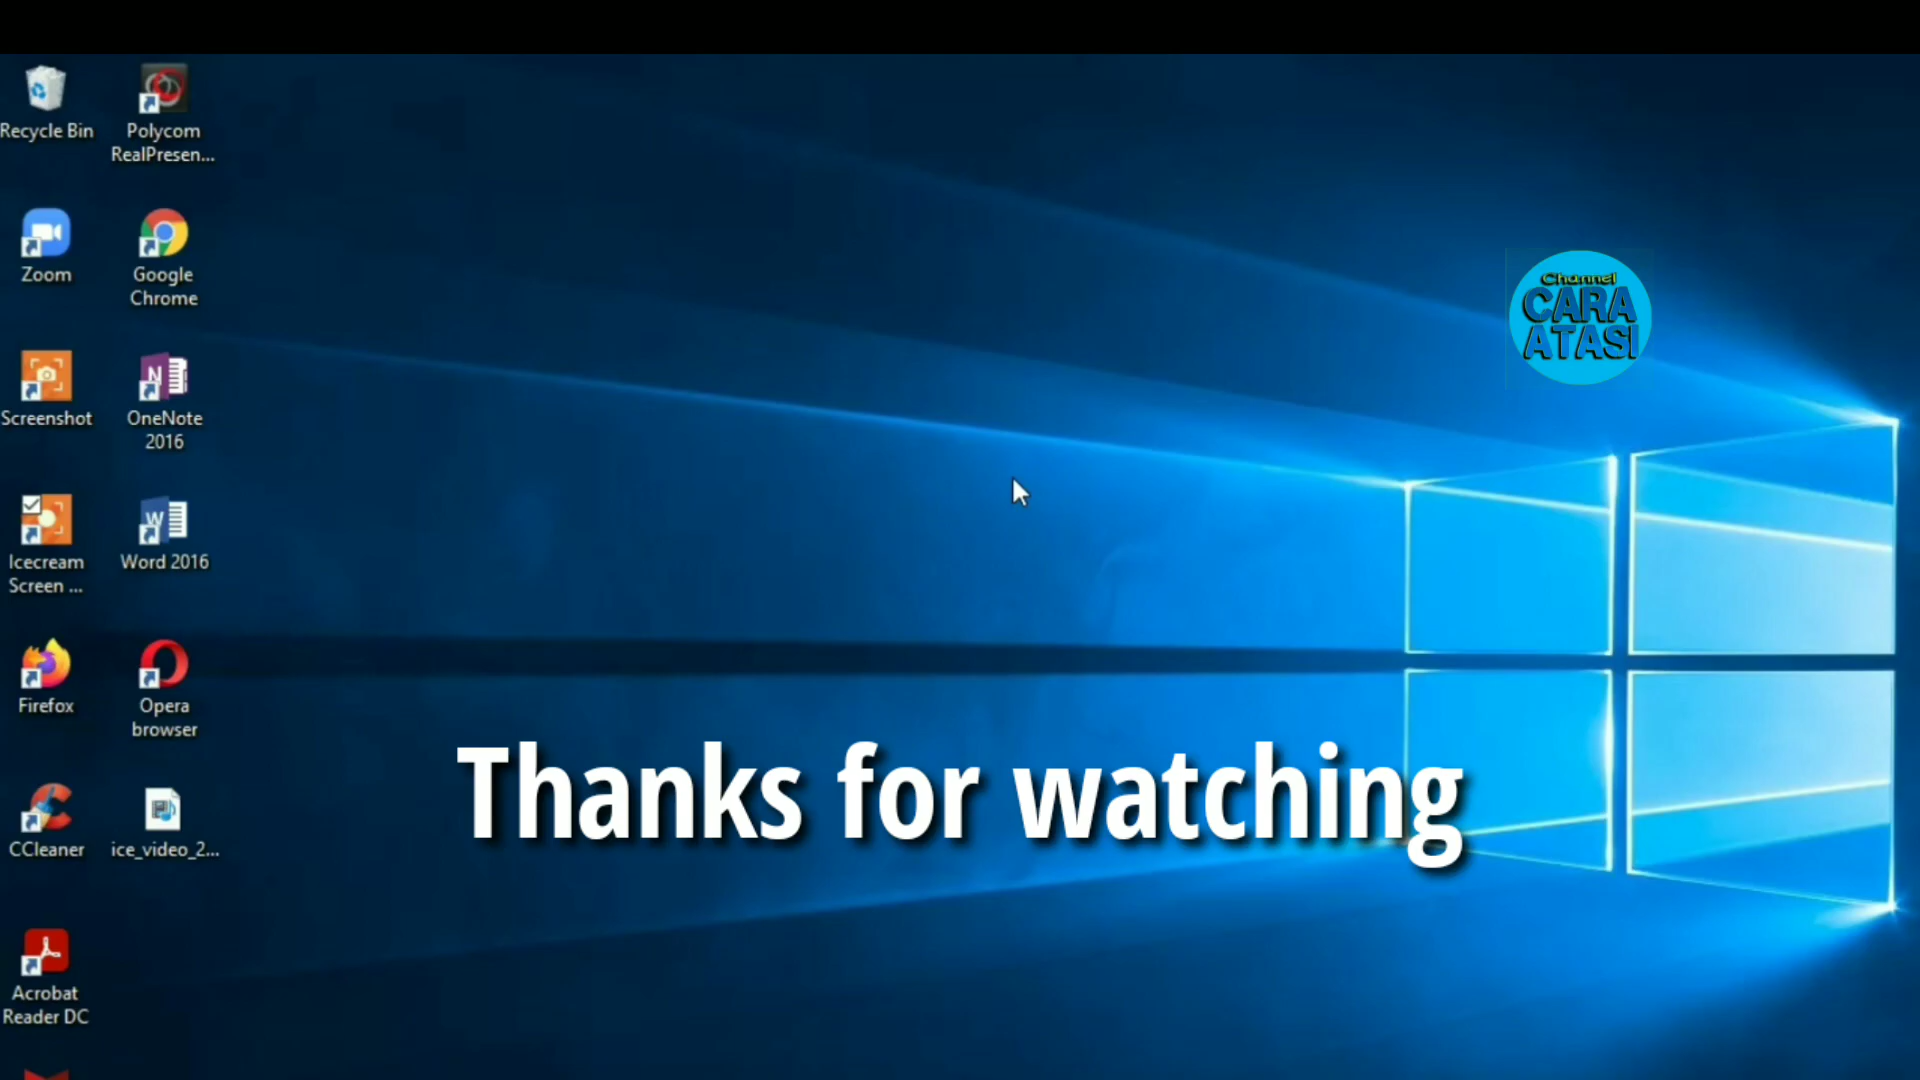 Recycle Bin
Polycom
RealPresen...
Zoom
Google
Chrome
Channel
CARA
ATASI
Screenshot
OneNote
2016
Icecream
Screen ...
Word 2016
Firefox
Opera
browser
Thanks for watching
CCleaner
ice_video_2...
Acrobat
Reader DC